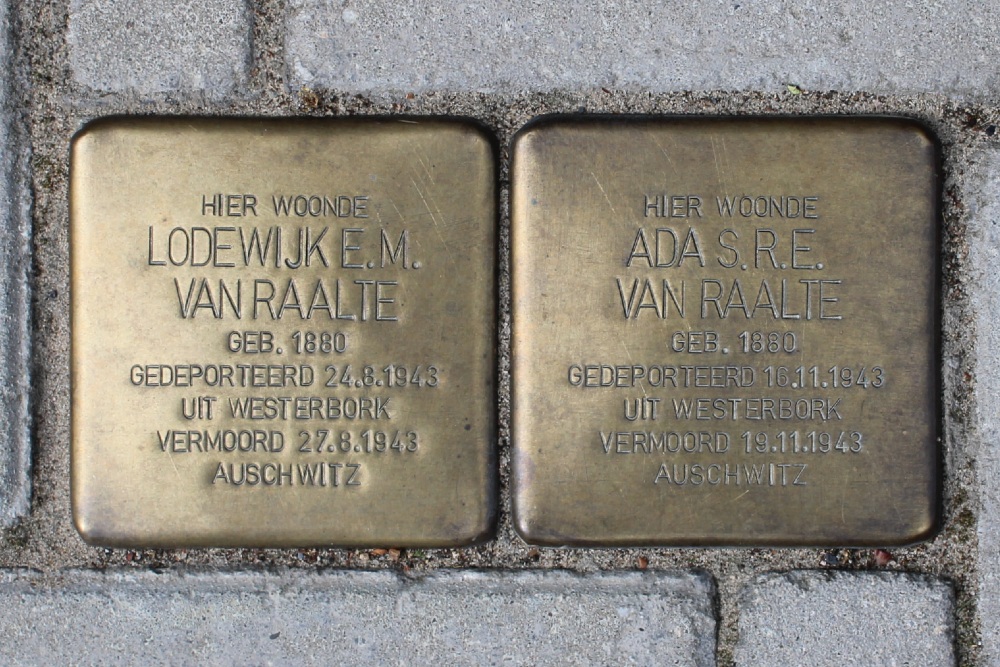 HIER WOONDE
LODEWIJK E.M.
VAN RAALTE
GEB. 1880
GEDEPORTEERD 24.8.1943
UIT WESTERBORK
VERMOORD 27.8.1943
AUSCHWITZ
HIER WOONDE
ADA S.R.E.
VAN RAALTE
GEB. 1880
GEDEPORTEERD 16.11.1943
UIT WESTERBORK
VERMOORD 19.11.1943
AUSCHWITZ